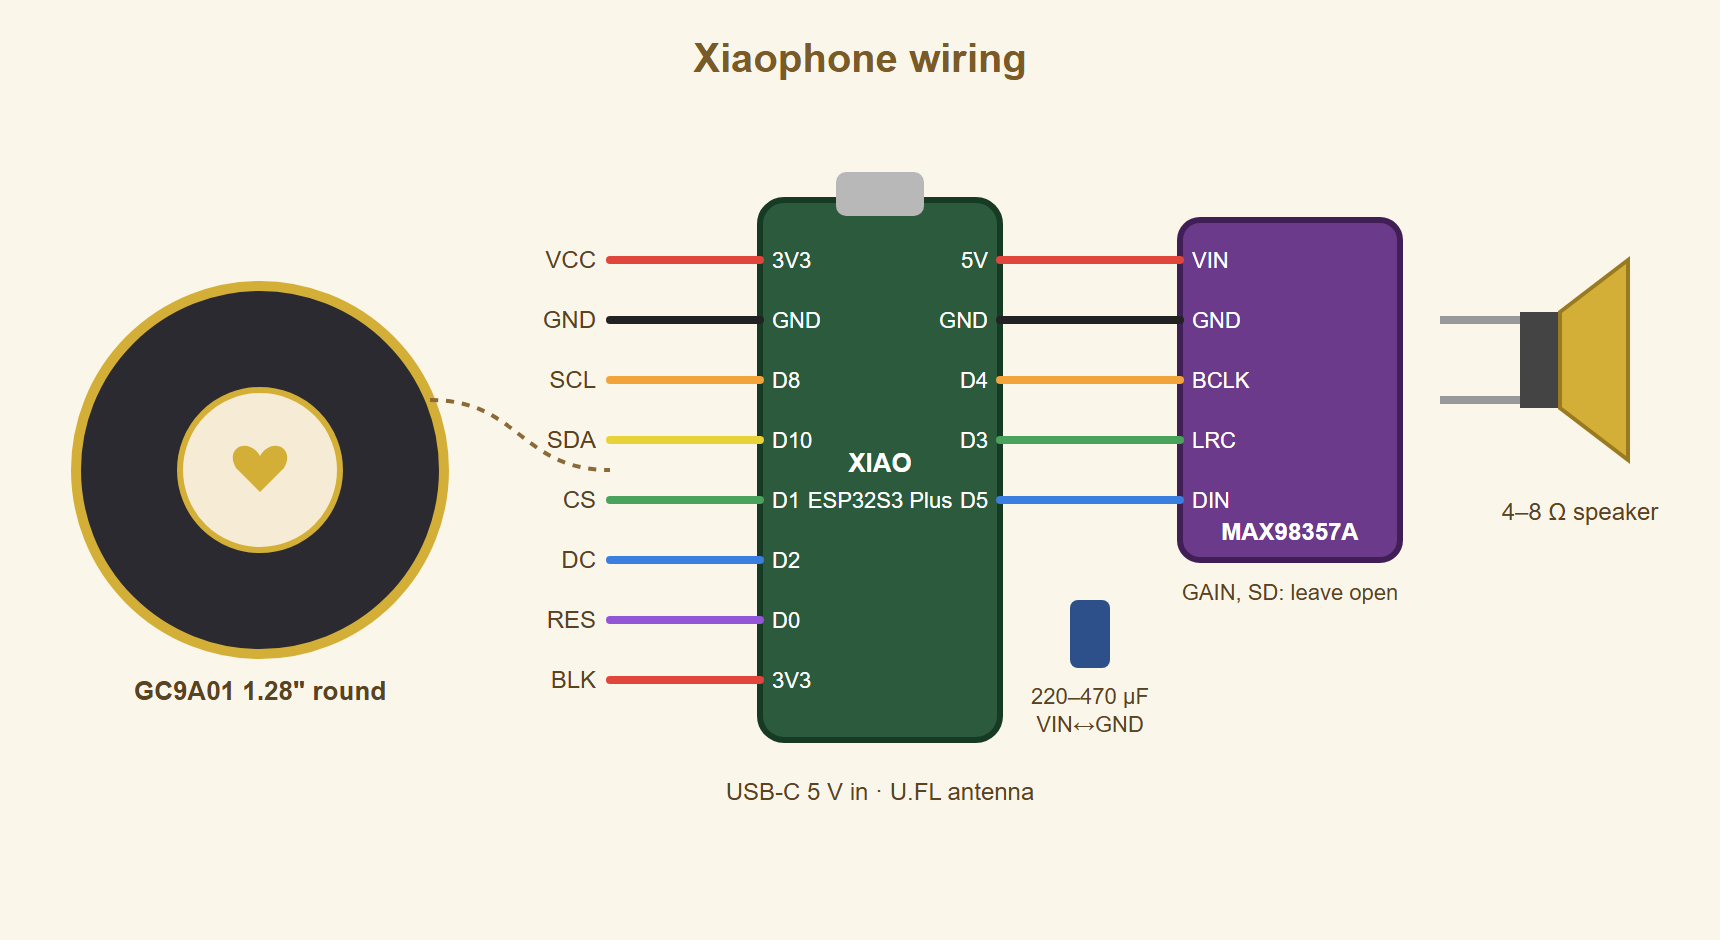 Xiaophone wiring
VCC 3V3 5V VIN
GND GND GND GND
SCL D8 D4 BCLK
SDA D10 D3 LRC
XIAO
CS D1 ESP32S3 Plus D5 DIN
MAX98357A
4–8 Ω speaker
DC D2
GAIN, SD: leave open
RES D0
BLK 3V3
GC9A01 1.28" round
220–470 µF
VIN↔GND
USB-C 5 V in · U.FL antenna